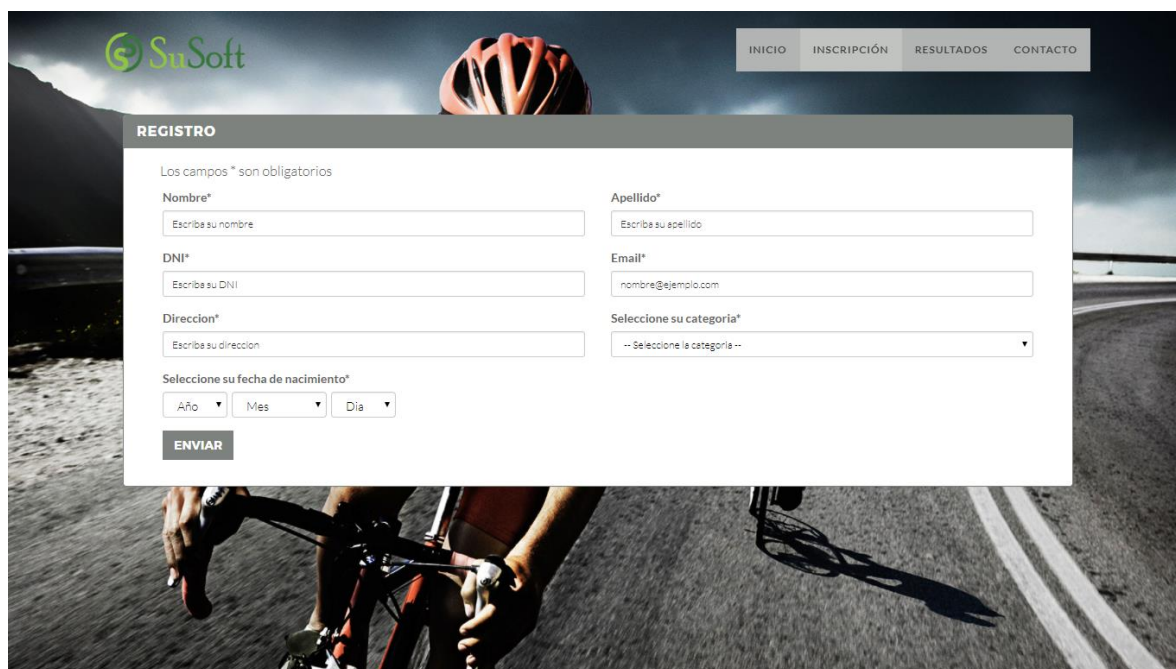 SuSoft
INICIO INSCRIPCIÓN RESULTADOS CONTACTO
REGISTRO
Los campos * son obligatorios
Nombre* Apellido*
Escriba su nombre Escriba su apellido
DNI* Email*
Escriba su DNI nombre@ejemplo.com
Direccion* Seleccione su categoria*
Escriba su direccion -- Seleccione la categoria --
Seleccione su fecha de nacimiento*
Año Mes Dia
ENVIAR